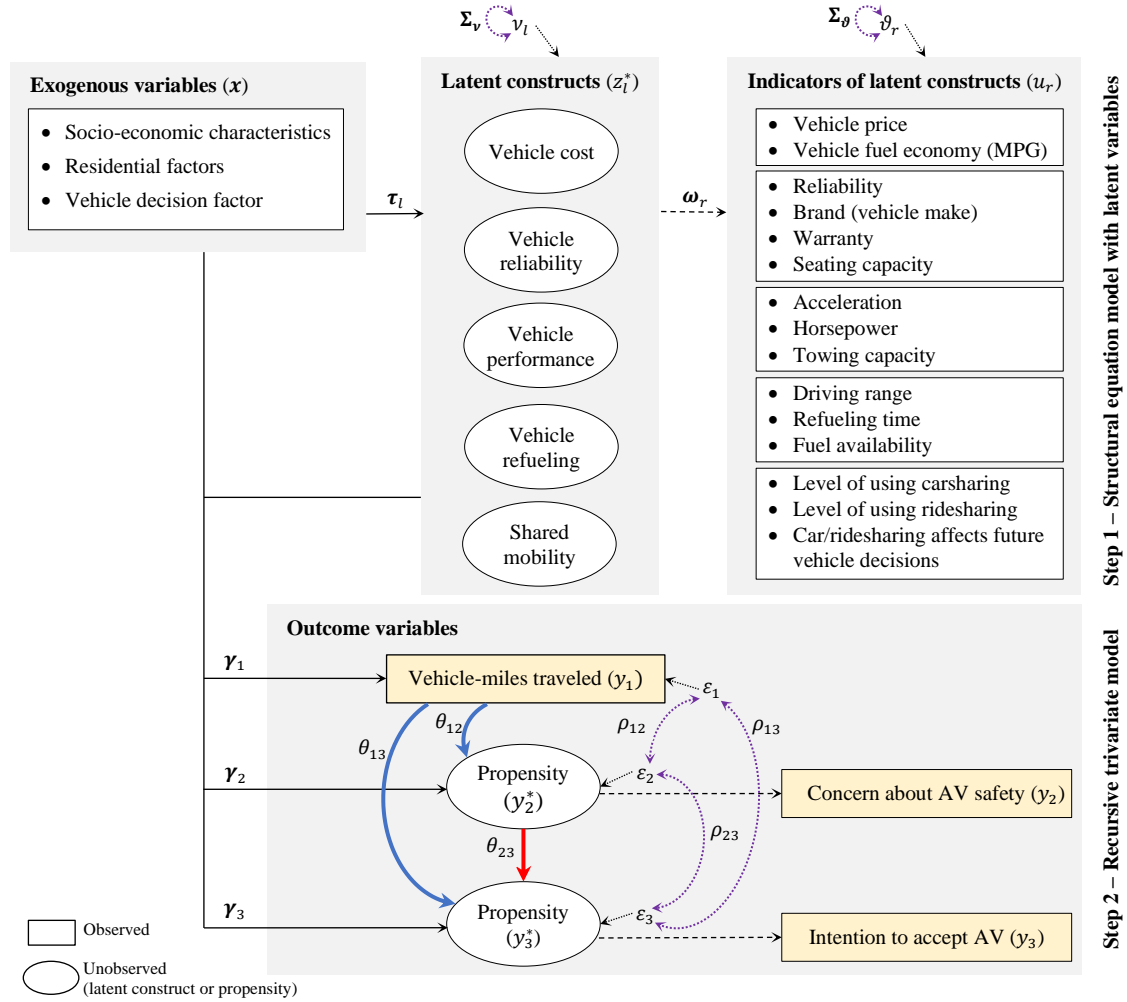 Σ_ν ν_l
Σ_ϑ ϑ_r
Exogenous variables (x)
• Socio-economic characteristics
• Residential factors
• Vehicle decision factor
τ_l
Latent constructs (z_l^*)
Vehicle cost
Vehicle
reliability
Vehicle
performance
Vehicle
refueling
Shared
mobility
ω_r
Indicators of latent constructs (u_r)
• Vehicle price
• Vehicle fuel economy (MPG)
• Reliability
• Brand (vehicle make)
• Warranty
• Seating capacity
• Acceleration
• Horsepower
• Towing capacity
• Driving range
• Refueling time
• Fuel availability
• Level of using carsharing
• Level of using ridesharing
• Car/ridesharing affects future
vehicle decisions
Step 1 – Structural equation model with latent variables
Outcome variables
γ_1
Vehicle-miles traveled (y_1)
ε_1
θ_12
θ_13
ρ_12
ρ_13
γ_2
Propensity
(y_2^*)
ε_2
Concern about AV safety (y_2)
θ_23
ρ_23
γ_3
Propensity
(y_3^*)
ε_3
Intention to accept AV (y_3)
Step 2 – Recursive trivariate model
Observed
Unobserved
(latent construct or propensity)